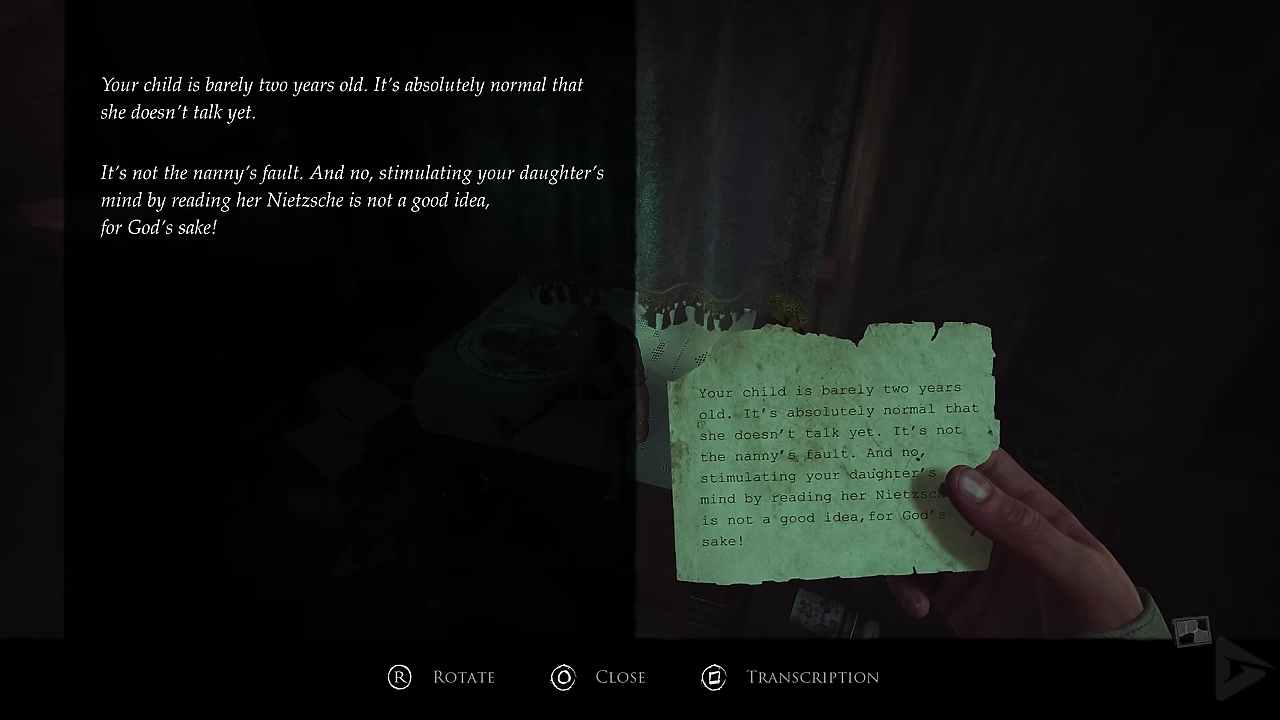 Your child is barely two years old. It's absolutely normal that
she doesn't talk yet.
It's not the nanny's fault. And no, stimulating your daughter's
mind by reading her Nietzsche is not a good idea,
for God's sake!
Your child is barely two years
old. It's absolutely normal that
she doesn't talk yet. It's not
the nanny's fault. And no,
stimulating your daughter's
mind by reading her Nietzsch
is not a good idea,for God's
sake!
R ROTATE
CLOSE
TRANSCRIPTION